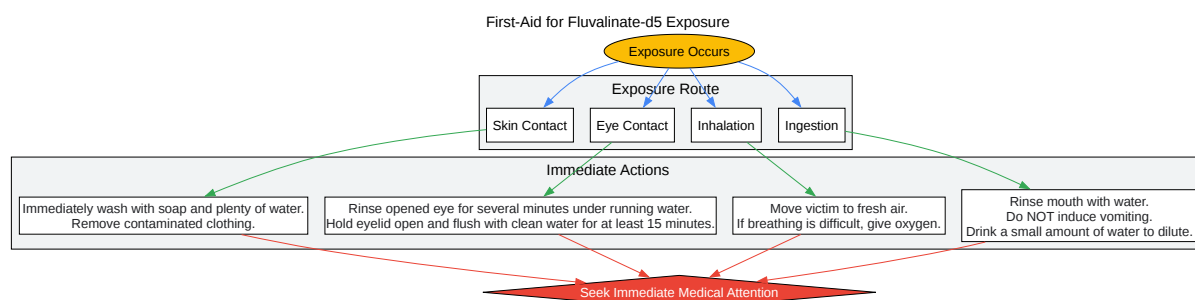 First-Aid for Fluvalinate-d5 Exposure
Exposure Occurs
Exposure Route
Skin Contact
Eye Contact
Inhalation
Ingestion
Immediate Actions
Immediately wash with soap and plenty of water.
Remove contaminated clothing.
Rinse opened eye for several minutes under running water.
Hold eyelid open and flush with clean water for at least 15 minutes.
Move victim to fresh air.
If breathing is difficult, give oxygen.
Rinse mouth with water.
Do NOT induce vomiting.
Drink a small amount of water to dilute.
Seek Immediate Medical Attention